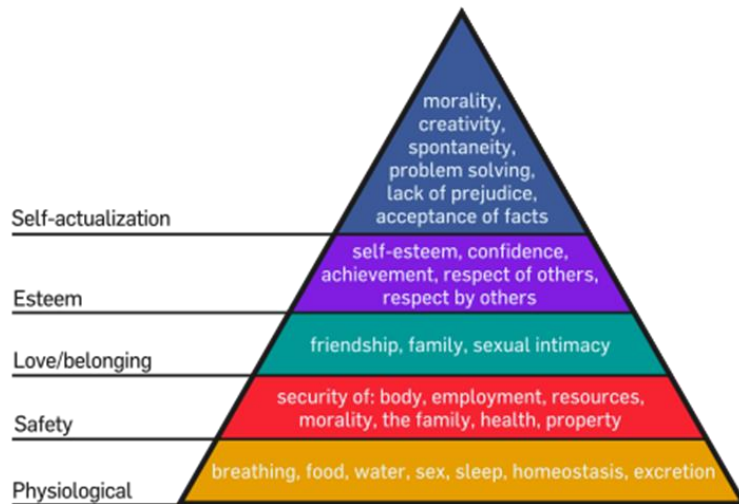 morality,
creativity,
spontaneity,
problem solving,
lack of prejudice,
acceptance of facts
Self-actualization
self-esteem, confidence,
achievement, respect of others,
respect by others
Esteem
friendship, family, sexual intimacy
Love/belonging
security of: body, employment, resources,
morality, the family, health, property
Safety
breathing, food, water, sex, sleep, homeostasis, excretion
Physiological